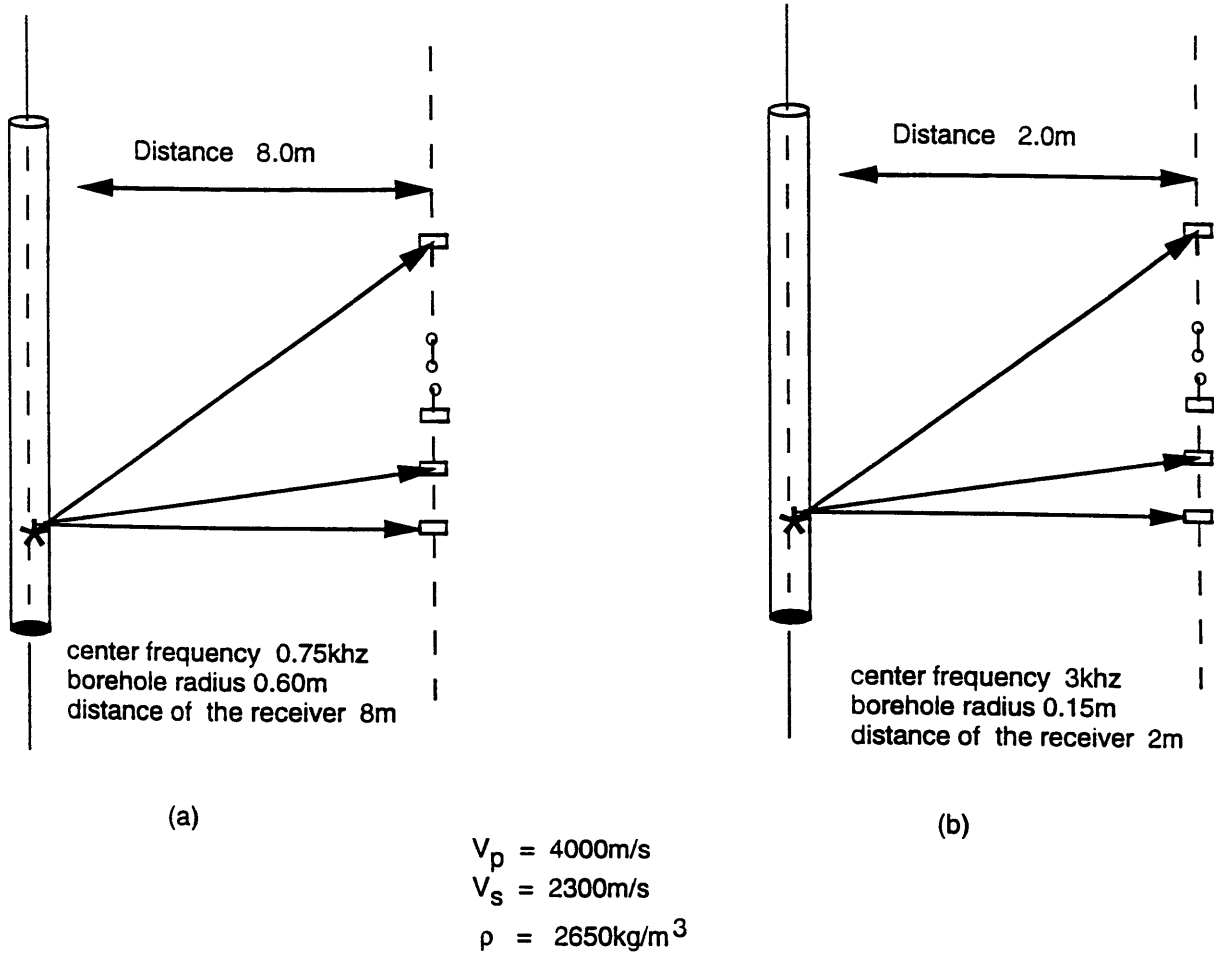 Distance 8.0m
center frequency 0.75khz
borehole radius 0.60m
distance of the receiver 8m
(a)
Distance 2.0m
center frequency 3khz
borehole radius 0.15m
distance of the receiver 2m
(b)
Vp = 4000m/s
Vs = 2300m/s
ρ = 2650kg/m³